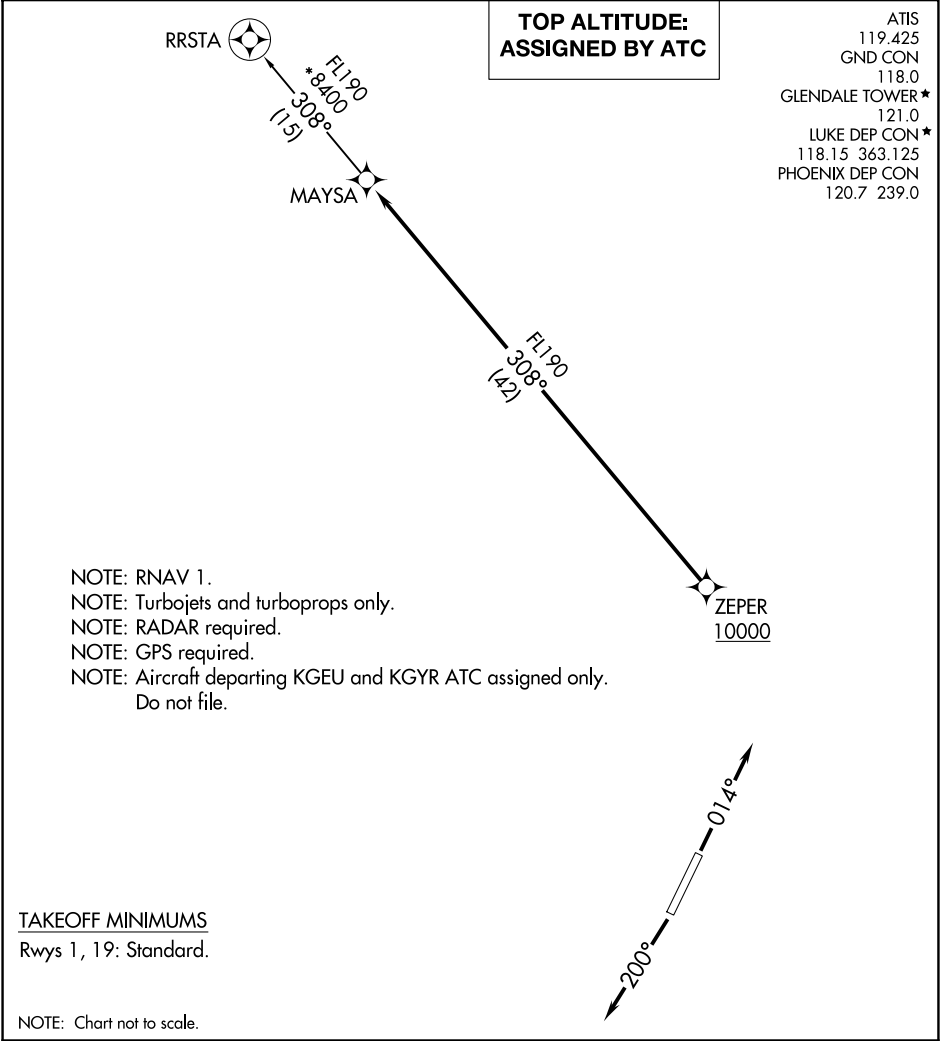 TOP ALTITUDE:
ASSIGNED BY ATC
ATIS
119.425
GND CON
118.0
GLENDALE TOWER★
121.0
LUKE DEP CON★
118.15 363.125
PHOENIX DEP CON
120.7 239.0
RRSTA
FL190
*8400
308°
(15)
MAYSA
FL190
308°
(42)
ZEPER
10000
NOTE: RNAV 1.
NOTE: Turbojets and turboprops only.
NOTE: RADAR required.
NOTE: GPS required.
NOTE: Aircraft departing KGEU and KGYR ATC assigned only.
Do not file.
014°
200°
TAKEOFF MINIMUMS
Rwys 1, 19: Standard.
NOTE: Chart not to scale.